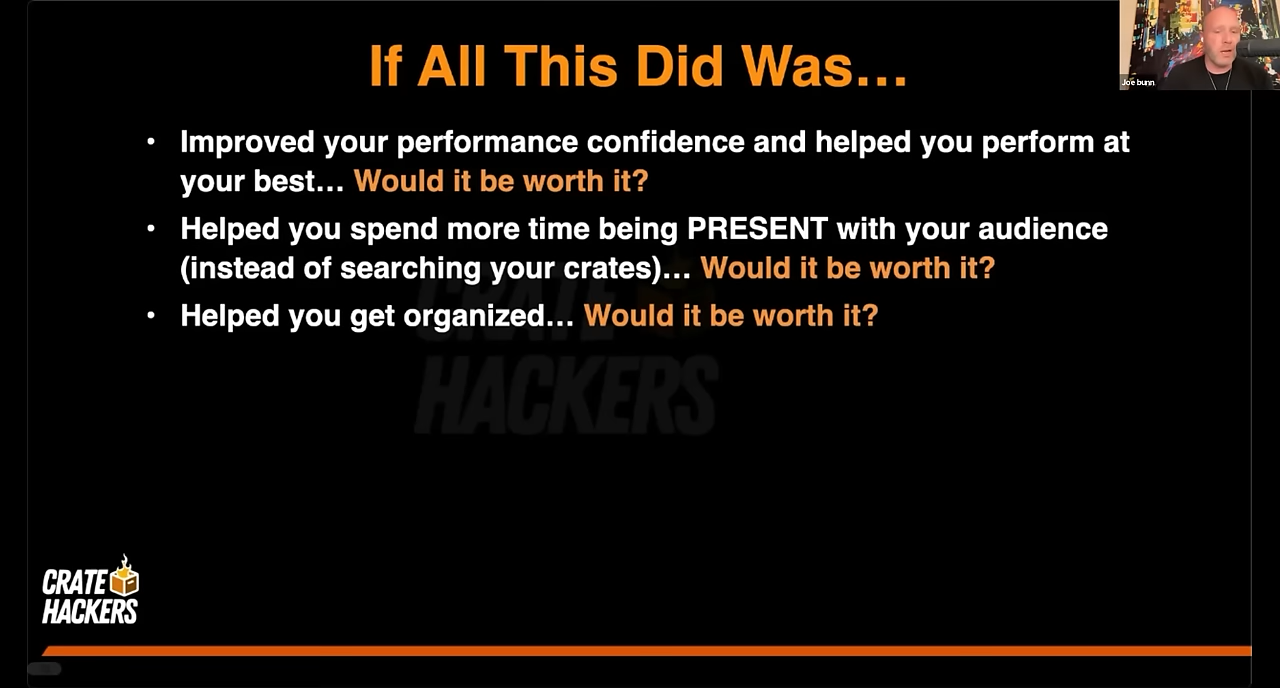 If All This Did Was...
Joe bunn
• Improved your performance confidence and helped you perform at
your best... Would it be worth it?
• Helped you spend more time being PRESENT with your audience
(instead of searching your crates)... Would it be worth it?
• Helped you get organized... Would it be worth it?
CRATE
HACKERS
CRATE
HACKERS